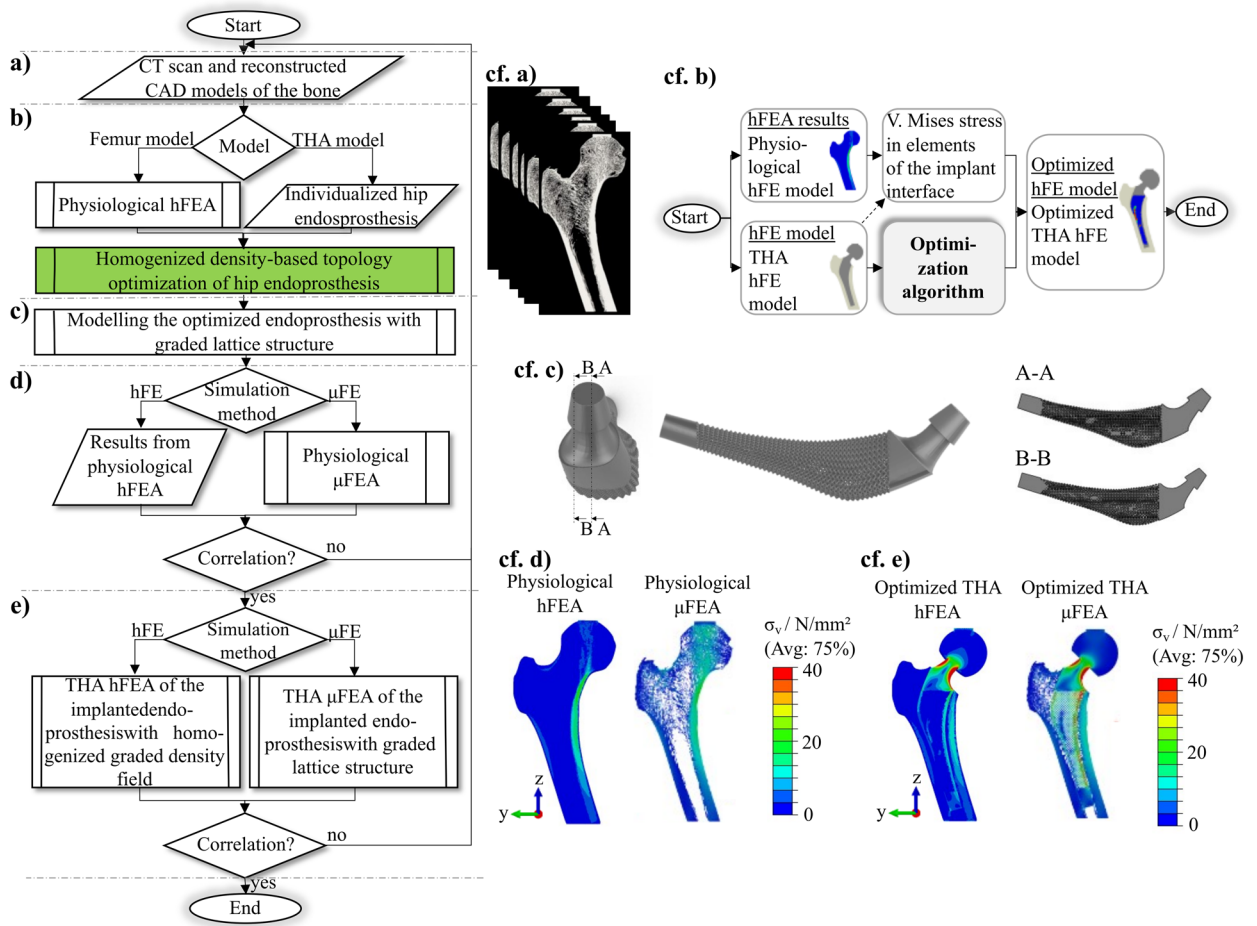 Start
a)
CT scan and reconstructed
CAD models of the bone
b)
Femur model
Model
THA model
Physiological hFEA
Individualized hip
endosprosthesis
Homogenized density-based topology
optimization of hip endoprosthesis
c)
Modelling the optimized endoprosthesis with
graded lattice structure
d)
hFE
Simulation
method
μFE
Results from
physiological
hFEA
Physiological
μFEA
Correlation?
no
yes
e)
hFE
Simulation
method
μFE
THA hFEA of the
implantedendo-
prosthesiswith homo-
genized graded density
field
THA μFEA of the
implanted endo-
prosthesiswith graded
lattice structure
Correlation?
no
yes
End
cf. a)
cf. b)
Start
hFEA results
Physio-
logical
hFE model
V. Mises stress
in elements
of the implant
interface
hFE model
THA
hFE
model
Optimi-
zation
algorithm
Optimized
hFE model
Optimized
THA hFE
model
End
cf. c)
B A
B A
A-A
B-B
cf. d)
Physiological
hFEA
Physiological
μFEA
σv / N/mm²
(Avg: 75%)
40
20
0
z
y
cf. e)
Optimized THA
hFEA
Optimized THA
μFEA
σv / N/mm²
(Avg: 75%)
40
20
0
z
y